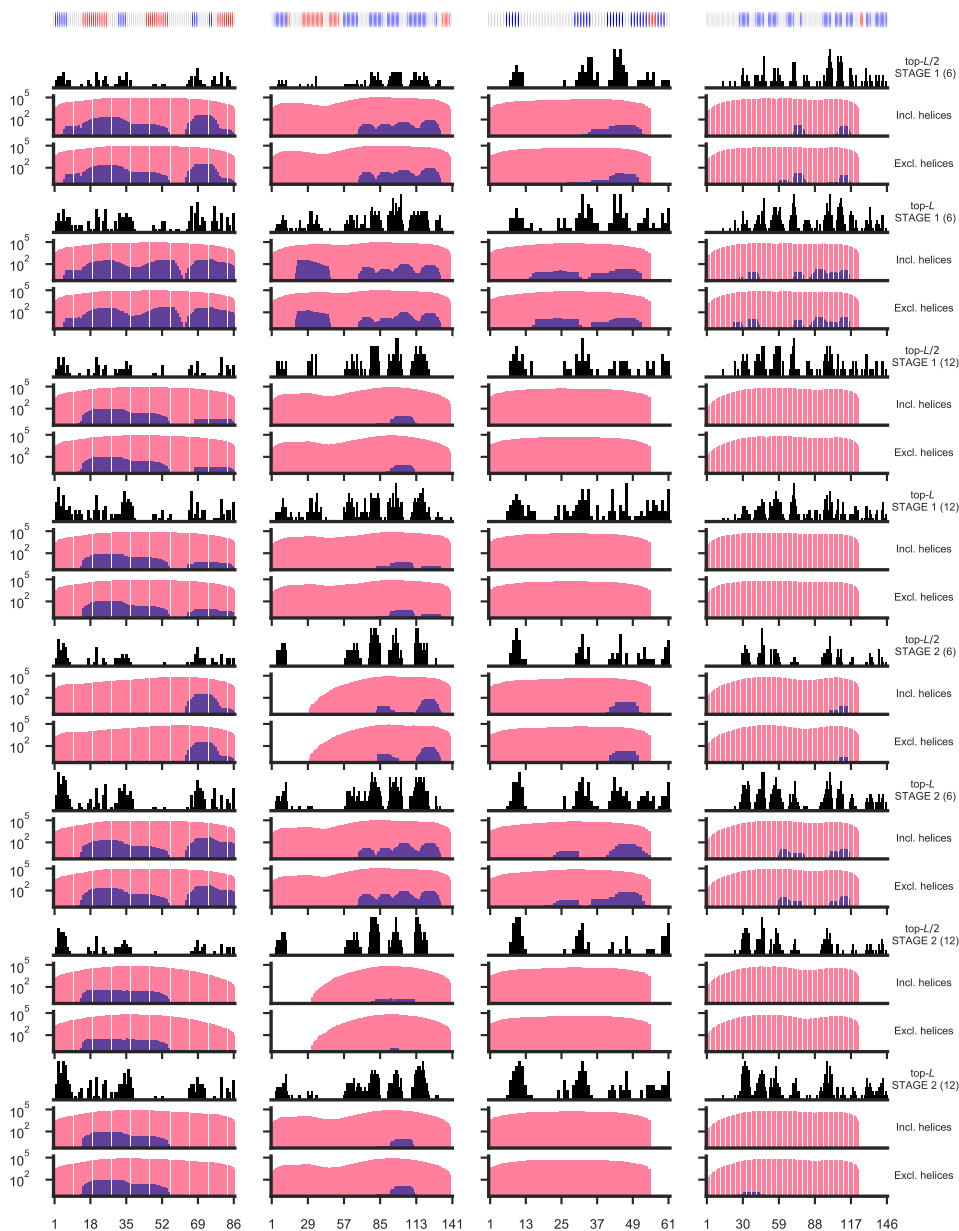 top-L/2
STAGE 1 (6)
10^5
10^2
Incl. helices
10^5
10^2
Excl. helices
top-L
STAGE 1 (6)
10^5
10^2
Incl. helices
10^5
10^2
Excl. helices
top-L/2
STAGE 1 (12)
10^5
10^2
Incl. helices
10^5
10^2
Excl. helices
top-L
STAGE 1 (12)
10^5
10^2
Incl. helices
10^5
10^2
Excl. helices
top-L/2
STAGE 2 (6)
10^5
10^2
Incl. helices
10^5
10^2
Excl. helices
top-L
STAGE 2 (6)
10^5
10^2
Incl. helices
10^5
10^2
Excl. helices
top-L/2
STAGE 2 (12)
10^5
10^2
Incl. helices
10^5
10^2
Excl. helices
top-L
STAGE 2 (12)
10^5
10^2
Incl. helices
10^5
10^2
Excl. helices
1 18 35 52 69 86 1 29 57 85 113 141 1 13 25 37 49 61 1 30 59 88 117 146